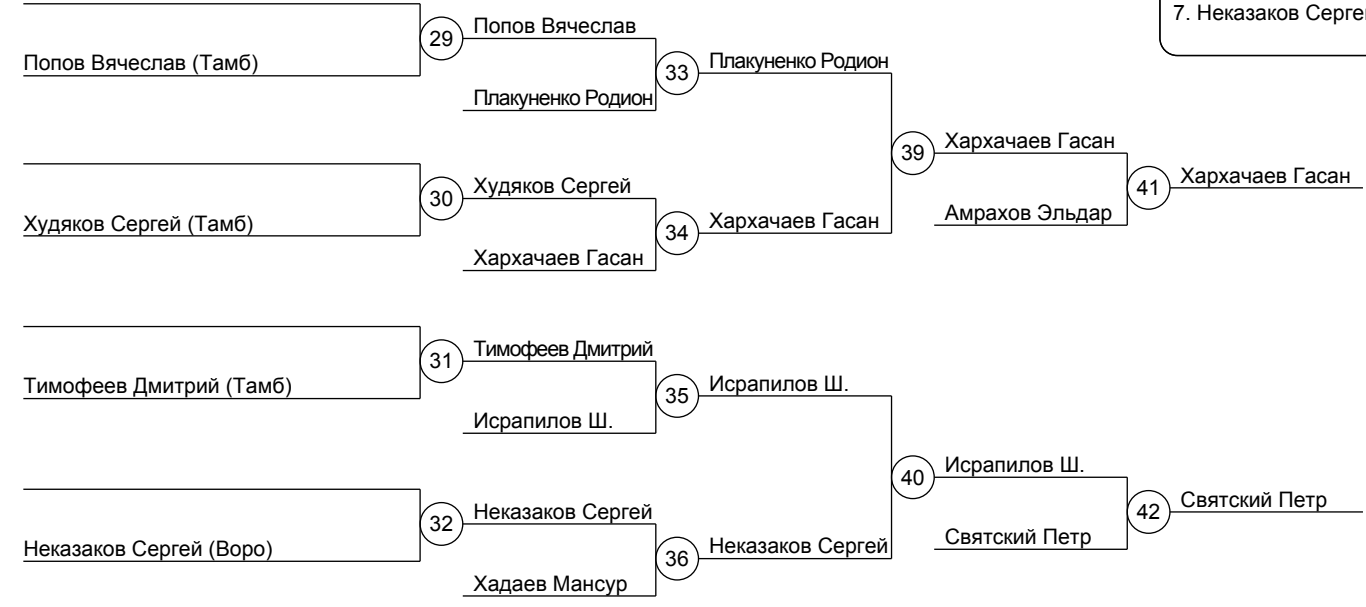 7. Неказаков Серге
Попов Вячеслав (Тамб)
29
Попов Вячеслав
Плакуненко Родион
33
Плакуненко Родион
Худяков Сергей (Тамб)
30
Худяков Сергей
Хархачаев Гасан
34
Хархачаев Гасан
39
Хархачаев Гасан
Амрахов Эльдар
41
Хархачаев Гасан
Тимофеев Дмитрий (Тамб)
31
Тимофеев Дмитрий
Исрапилов Ш.
35
Исрапилов Ш.
Неказаков Сергей (Воро)
32
Неказаков Сергей
Хадаев Мансур
36
Неказаков Сергей
40
Исрапилов Ш.
Святский Петр
42
Святский Петр